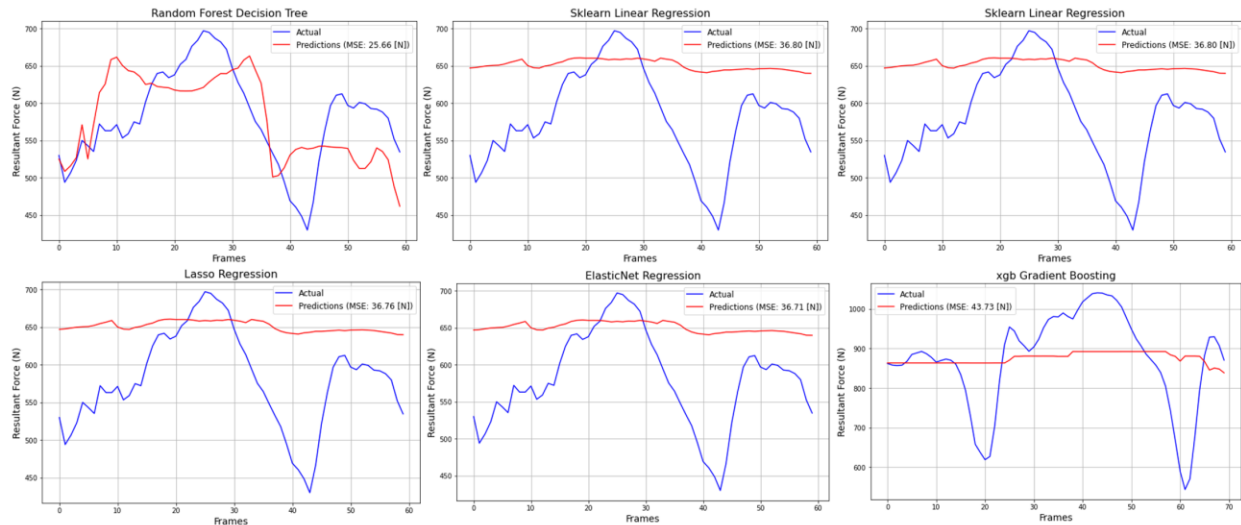 Random Forest Decision Tree
Actual
Predictions (MSE: 25.66 [N])
Resultant Force (N)
700
650
600
550
500
450
0 10 20 30 40 50 60
Frames
Sklearn Linear Regression
Actual
Predictions (MSE: 36.80 [N])
Resultant Force (N)
700
650
600
550
500
450
0 10 20 30 40 50 60
Frames
Sklearn Linear Regression
Actual
Predictions (MSE: 36.80 [N])
Resultant Force (N)
700
650
600
550
500
450
0 10 20 30 40 50 60
Frames
Lasso Regression
Actual
Predictions (MSE: 36.76 [N])
Resultant Force (N)
700
650
600
550
500
450
0 10 20 30 40 50 60
Frames
ElasticNet Regression
Actual
Predictions (MSE: 36.71 [N])
Resultant Force (N)
700
650
600
550
500
450
0 10 20 30 40 50 60
Frames
xgb Gradient Boosting
Actual
Predictions (MSE: 43.73 [N])
Resultant Force (N)
1000
900
800
700
600
0 10 20 30 40 50 60 70
Frames